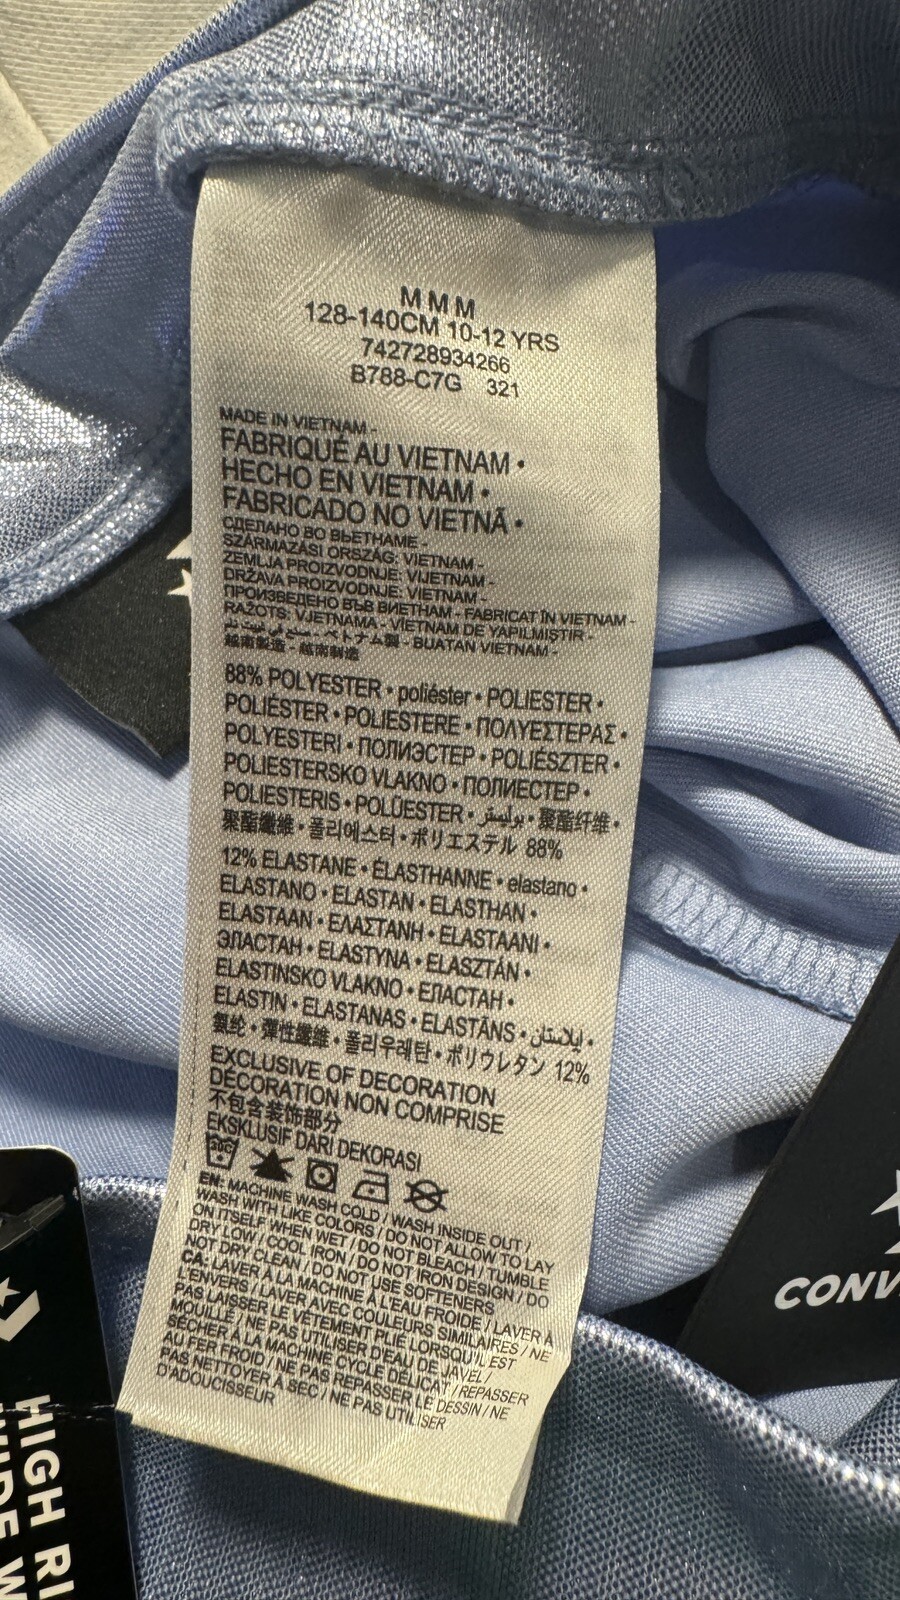 M M M
128-140CM 10-12 YRS
742728934266
B788-C7G 321
MADE IN VIETNAM -
FABRIQUÉ AU VIETNAM •
HECHO EN VIETNAM •
FABRICADO NO VIETNÃ •
СДЕЛАНО ВО ВЬЕТНАМЕ -
SZÁRMAZÁSI ORSZÁG: VIETNAM -
ZEMLJA PROIZVODNJE: VIJETNAM -
DRŽAVA PROIZVODNJE: VIETNAM -
ПРОИЗВЕДЕНО ВЪВ ВИЕТНАМ - FABRICAT ÎN VIETNAM -
RAŽOTS: VJETNAMA - VİETNAM DE YAPILMIŞTIR -
صنع في فيت نام - ベトナム製 - BUATAN VIETNAM -
越南製造 - 越南制造
88% POLYESTER • poliéster • POLIESTER •
POLIÉSTER • POLIESTERE • ΠΟΛΥΕΣΤΕΡΑΣ •
POLYESTERI • ПОЛИЭСТЕР • POLIÉSZTER •
POLIESTERSKO VLAKNO • ПОЛИЕСТЕР •
POLIESTERIS • POLÜESTER • بوليستر • 聚酯纤维 •
聚酯纖維 • 폴리에스터 • ポリエステル 88%
12% ELASTANE • ÉLASTHANNE • elastano •
ELASTANO • ELASTAN • ELASTHAN •
ELASTAAN • ΕΛΑΣΤΑΝΗ • ELASTAANI •
ЭЛАСТАН • ELASTYNA • ELASZTÁN •
ELASTINSKO VLAKNO • ЕЛАСТАН •
ELASTIN • ELASTANAS • ELASTĀNS • إيلاستان •
氨纶 • 彈性纖維 • 폴리우레탄 • ポリウレタン 12%
EXCLUSIVE OF DECORATION
DÉCORATION NON COMPRISE
不包含装饰部分
EKSKLUSIF DARI DEKORASI
30C
EN: MACHINE WASH COLD / WASH INSIDE OUT /
WASH WITH LIKE COLORS / DO NOT ALLOW TO LAY
ON ITSELF WHEN WET / DO NOT BLEACH / TUMBLE
DRY LOW / COOL IRON / DO NOT IRON DESIGN / DO
NOT DRY CLEAN / DO NOT USE SOFTENERS
CA: LAVER À LA MACHINE À L'EAU FROIDE / LAVER À
L'ENVERS / LAVER AVEC COULEURS SIMILAIRES / NE
PAS LAISSER LE VÊTEMENT PLIÉ LORSQU'IL EST
MOUILLÉ / NE PAS UTILISER D'EAU DE JAVEL /
SÉCHER À LA MACHINE CYCLE DÉLICAT / REPASSER
AU FER FROID / NE PAS REPASSER LE DESSIN / NE
PAS NETTOYER À SEC / NE PAS UTILISER
D'ADOUCISSEUR
CONV
HIGH RI
WIDE W